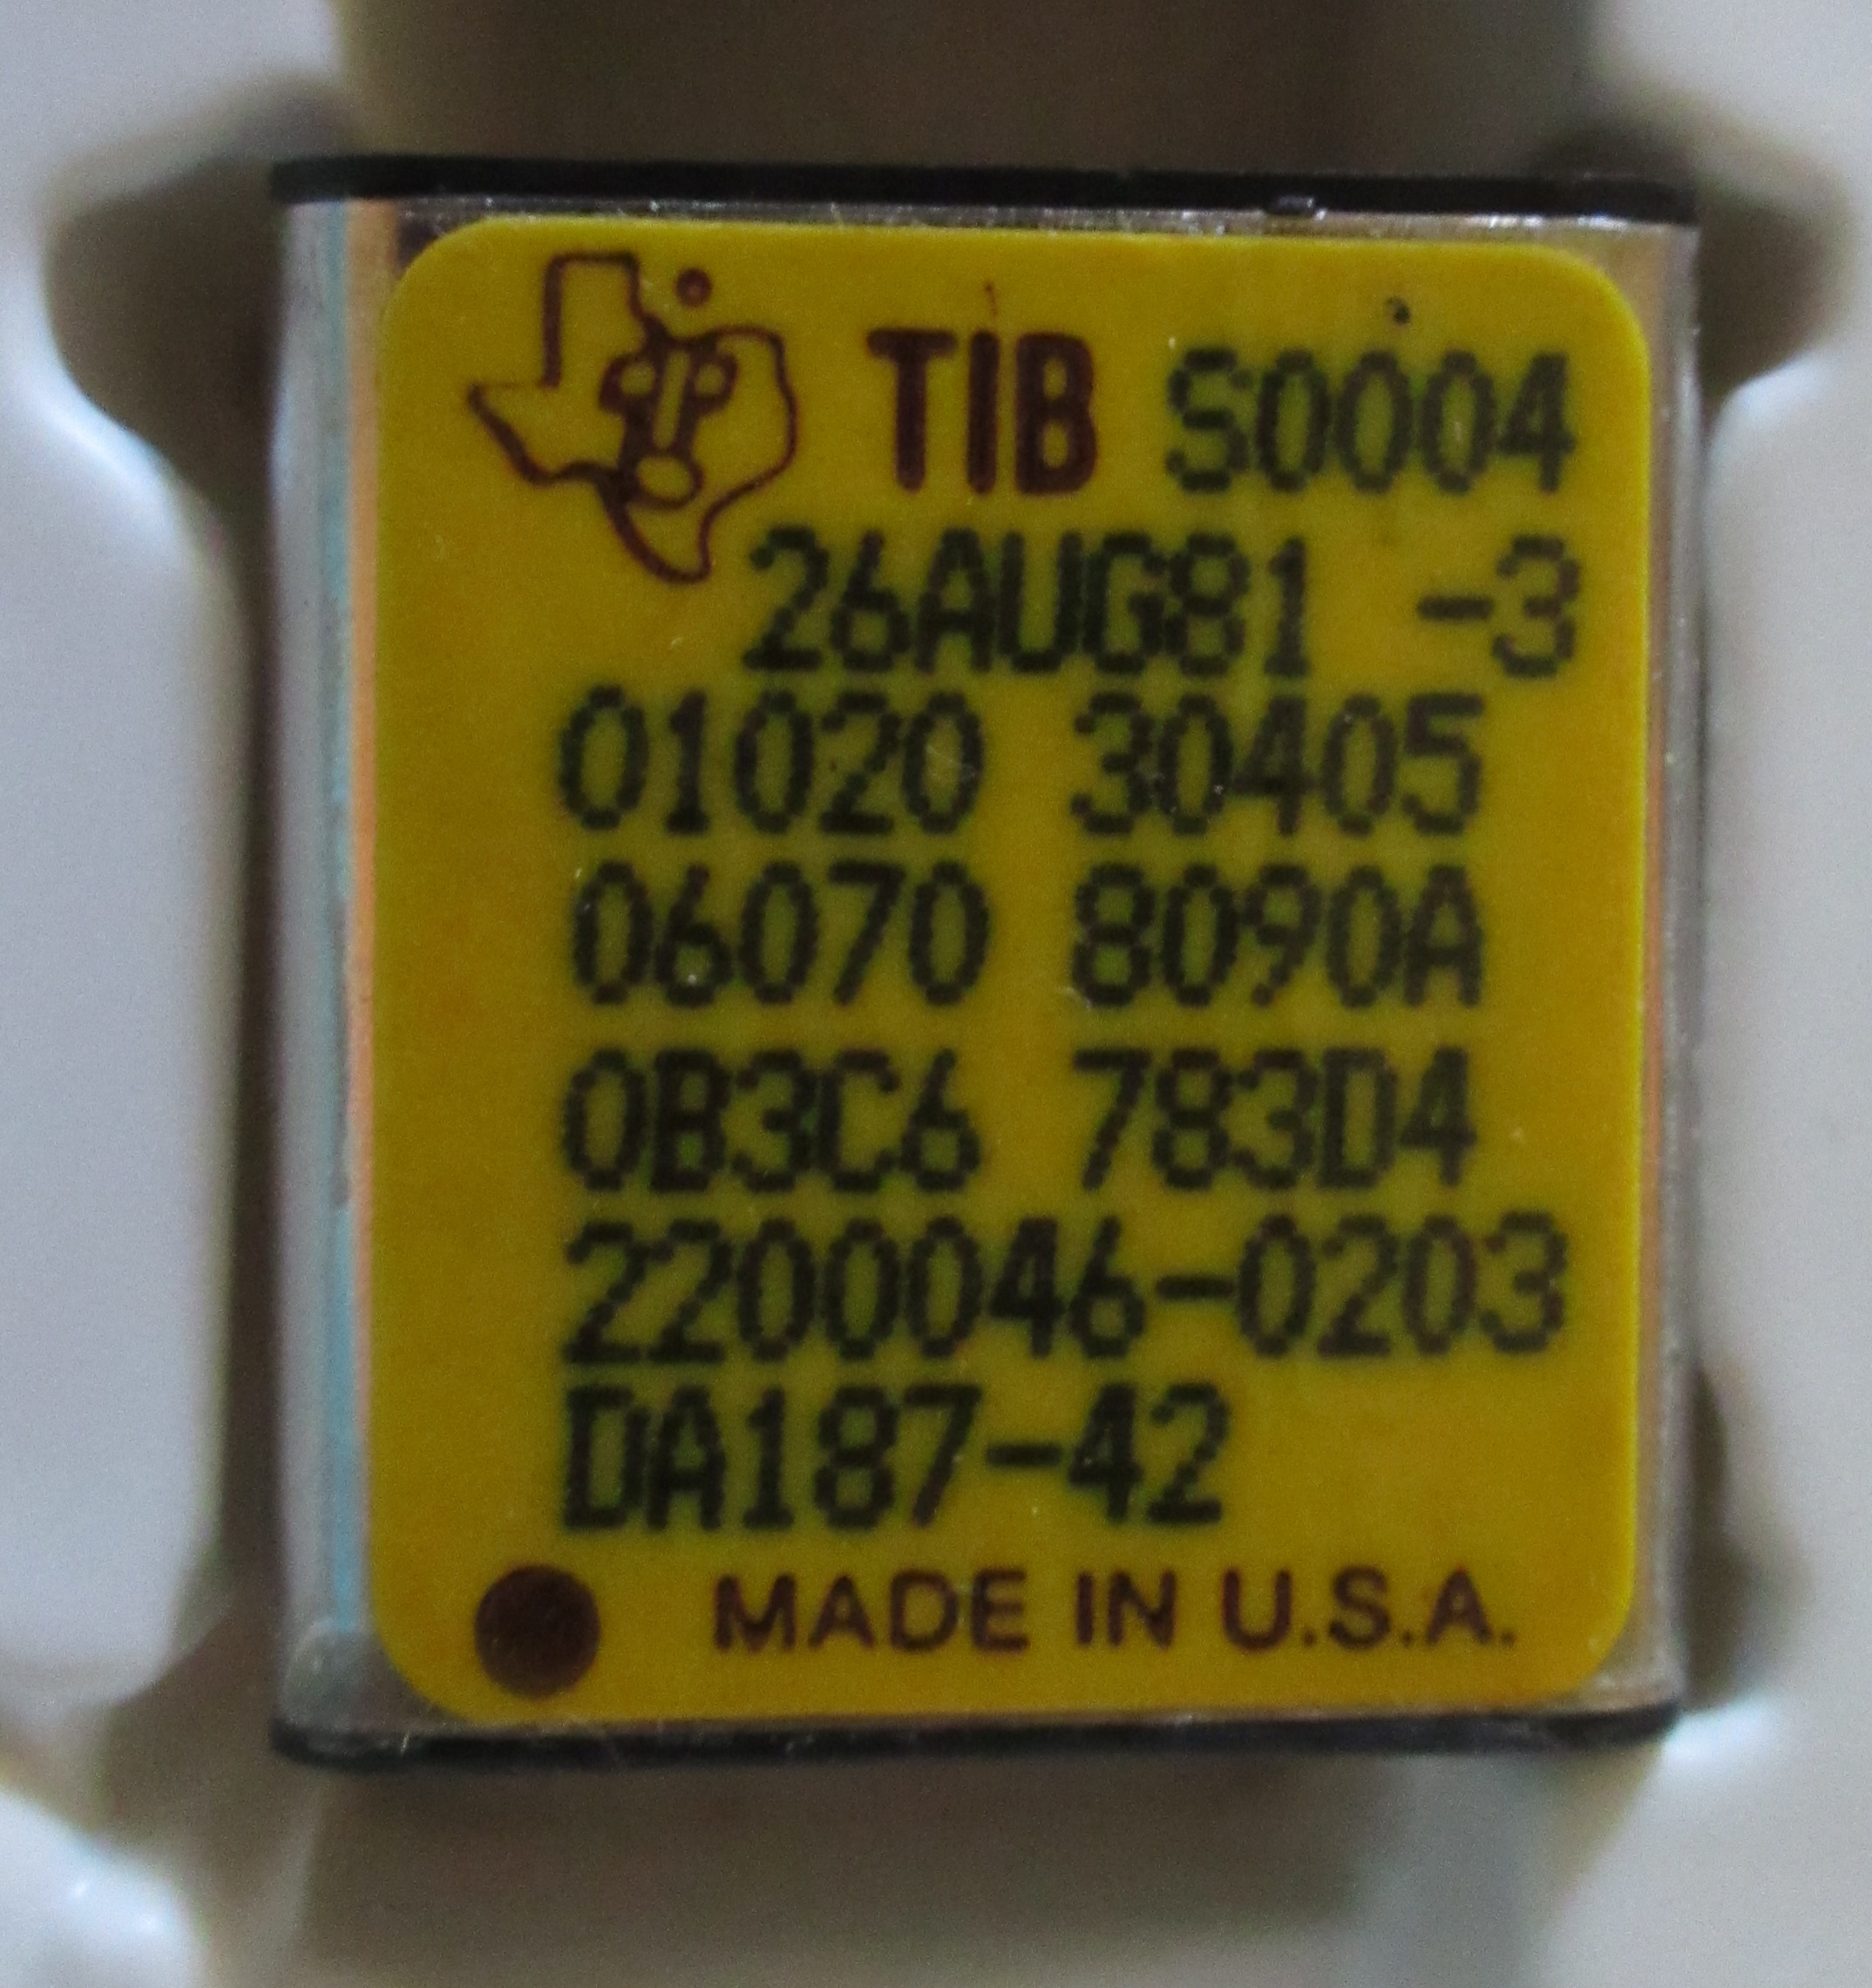 TIB S0004
26AUG81 -3
01020 30405
06070 8090A
0B3C6 783D4
2200046-0203
DA187-42
MADE IN U.S.A.